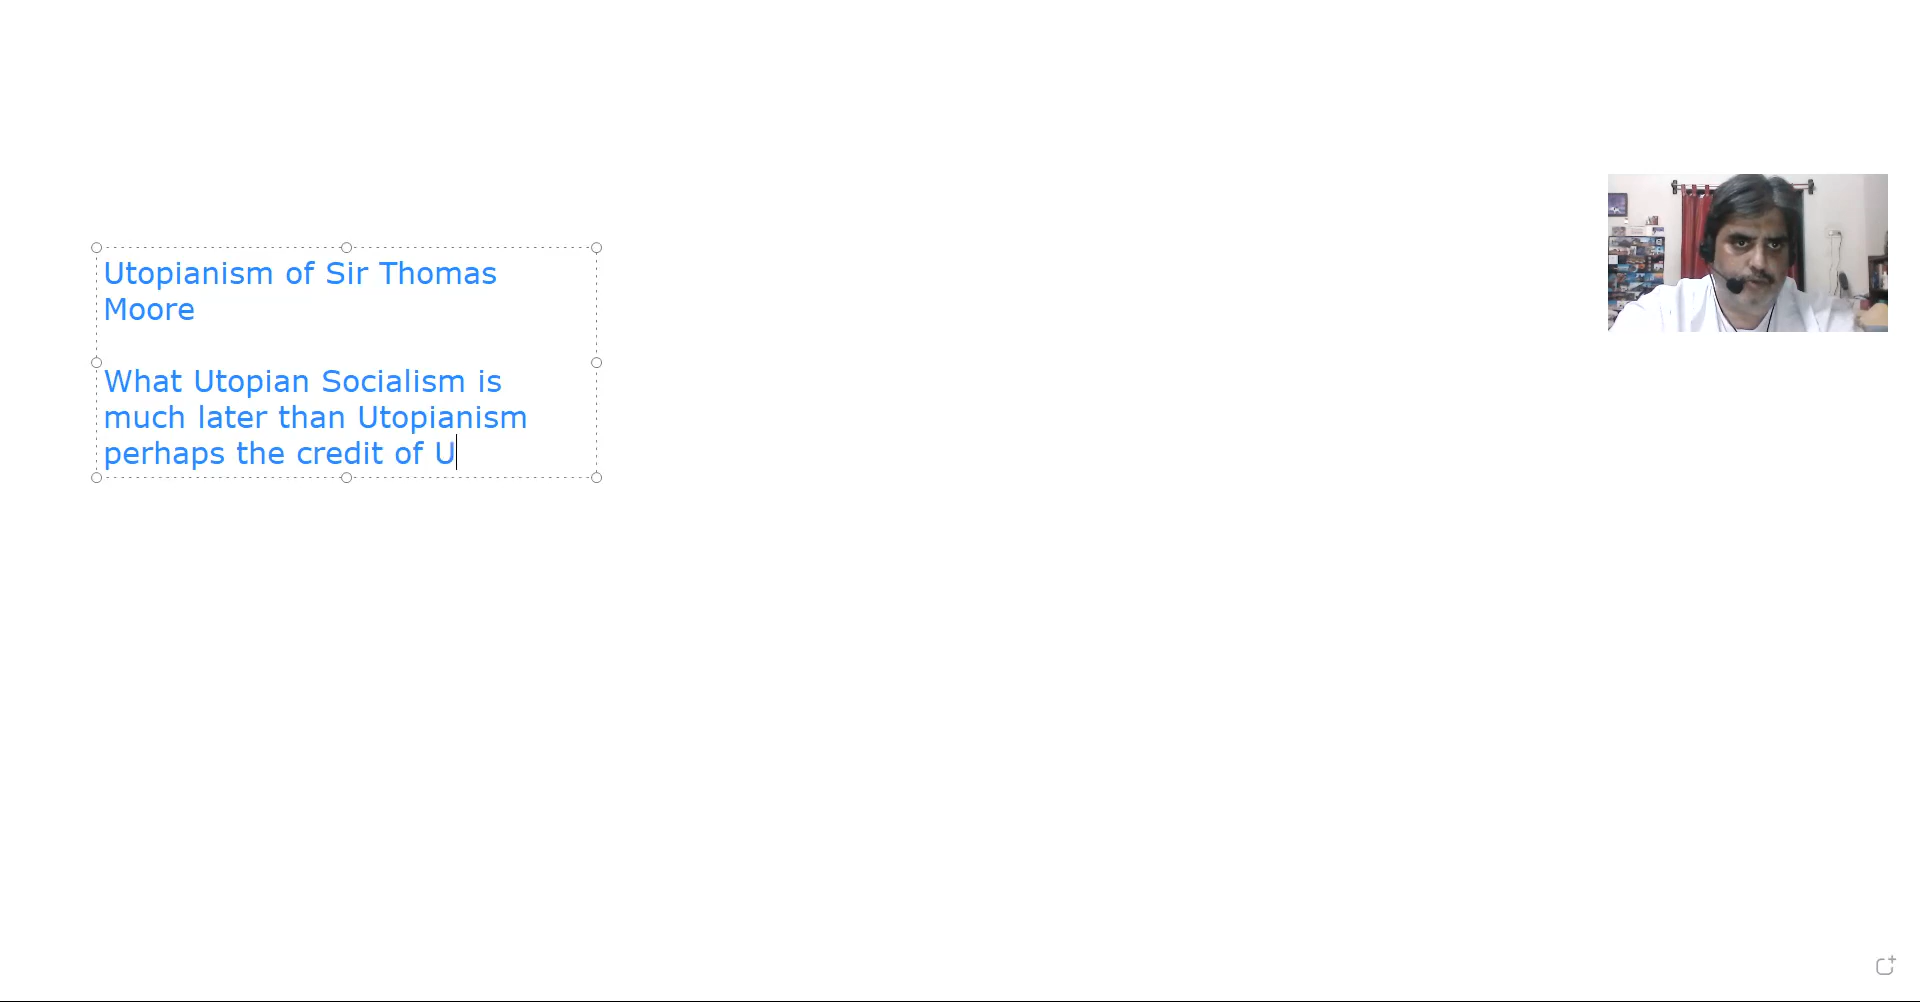 Utopianism of Sir Thomas
Moore
What Utopian Socialism is
much later than Utopianism
perhaps the credit of U